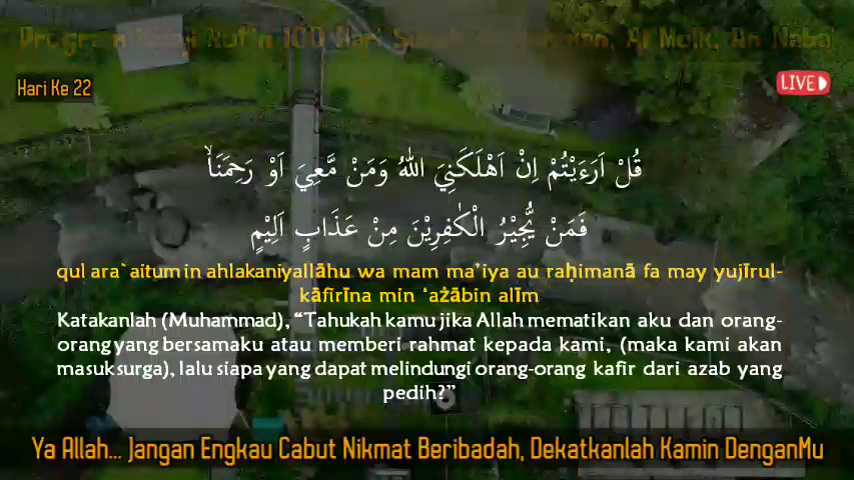 Hari Ke 22
LIVE
قُلْ اَرَءَيْتُمْ اِنْ اَهْلَكَنِيَ اللّٰهُ وَمَنْ مَّعِيَ اَوْ رَحِمَنَاۙ
فَمَنْ يُّجِيْرُ الْكٰفِرِيْنَ مِنْ عَذَابٍ اَلِيْمٍ
qul ara`aitum in ahlakaniyallāhu wa mam ma’iya au raḥimanā fa may yujīrul-
kāfirīna min ‘ażābin alīm
Katakanlah (Muhammad), “Tahukah kamu jika Allah mematikan aku dan orang-
orang yang bersamaku atau memberi rahmat kepada kami, (maka kami akan
masuk surga), lalu siapa yang dapat melindungi orang-orang kafir dari azab yang
pedih?”
Ya Allah... Jangan Engkau Cabut Nikmat Beribadah, Dekatkanlah Kamin DenganMu